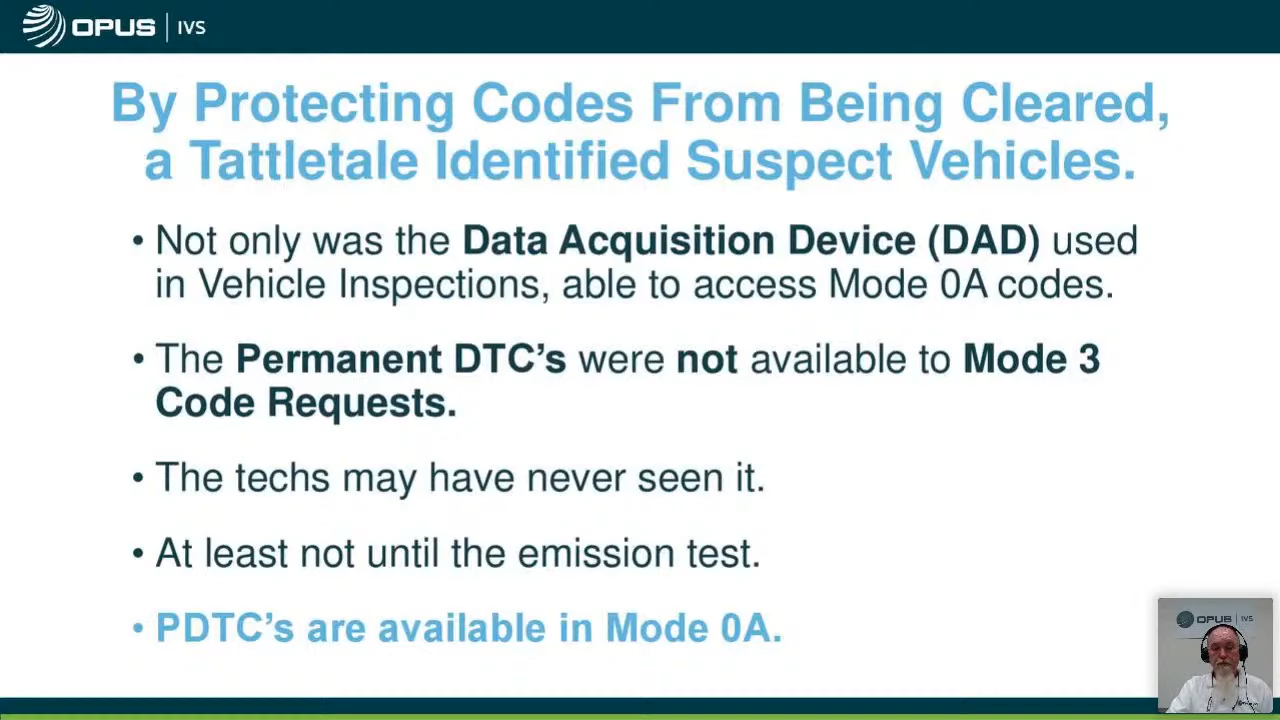 OPUS IVS
By Protecting Codes From Being Cleared,
a Tattletale Identified Suspect Vehicles.
• Not only was the Data Acquisition Device (DAD) used
in Vehicle Inspections, able to access Mode 0A codes.
• The Permanent DTC’s were not available to Mode 3
Code Requests.
• The techs may have never seen it.
• At least not until the emission test.
• PDTC’s are available in Mode 0A.
OPUS IVS